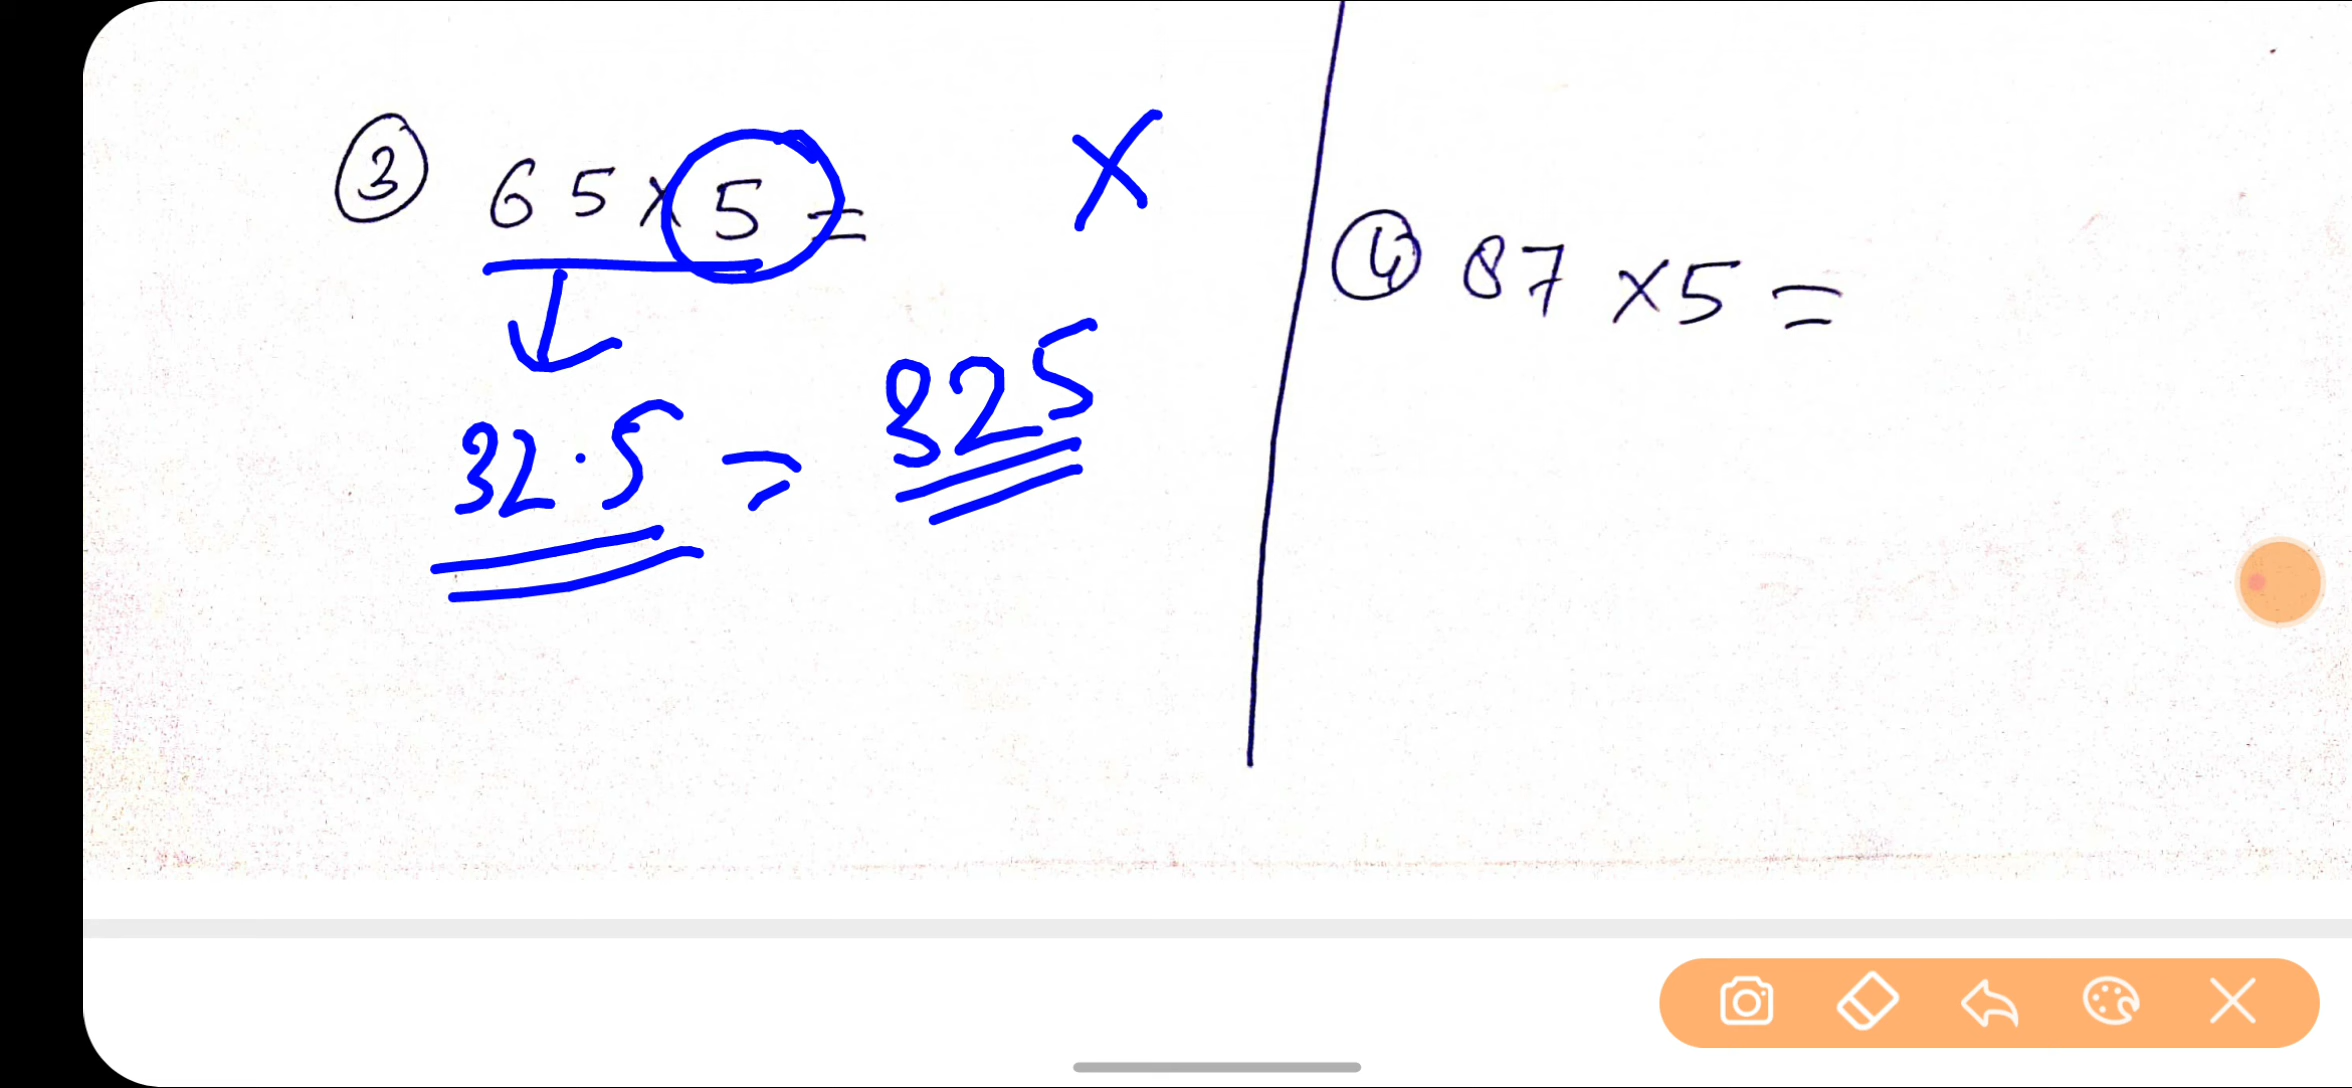 ③ 65 × 5 =
×
32.5 = 325
④ 87 × 5 =